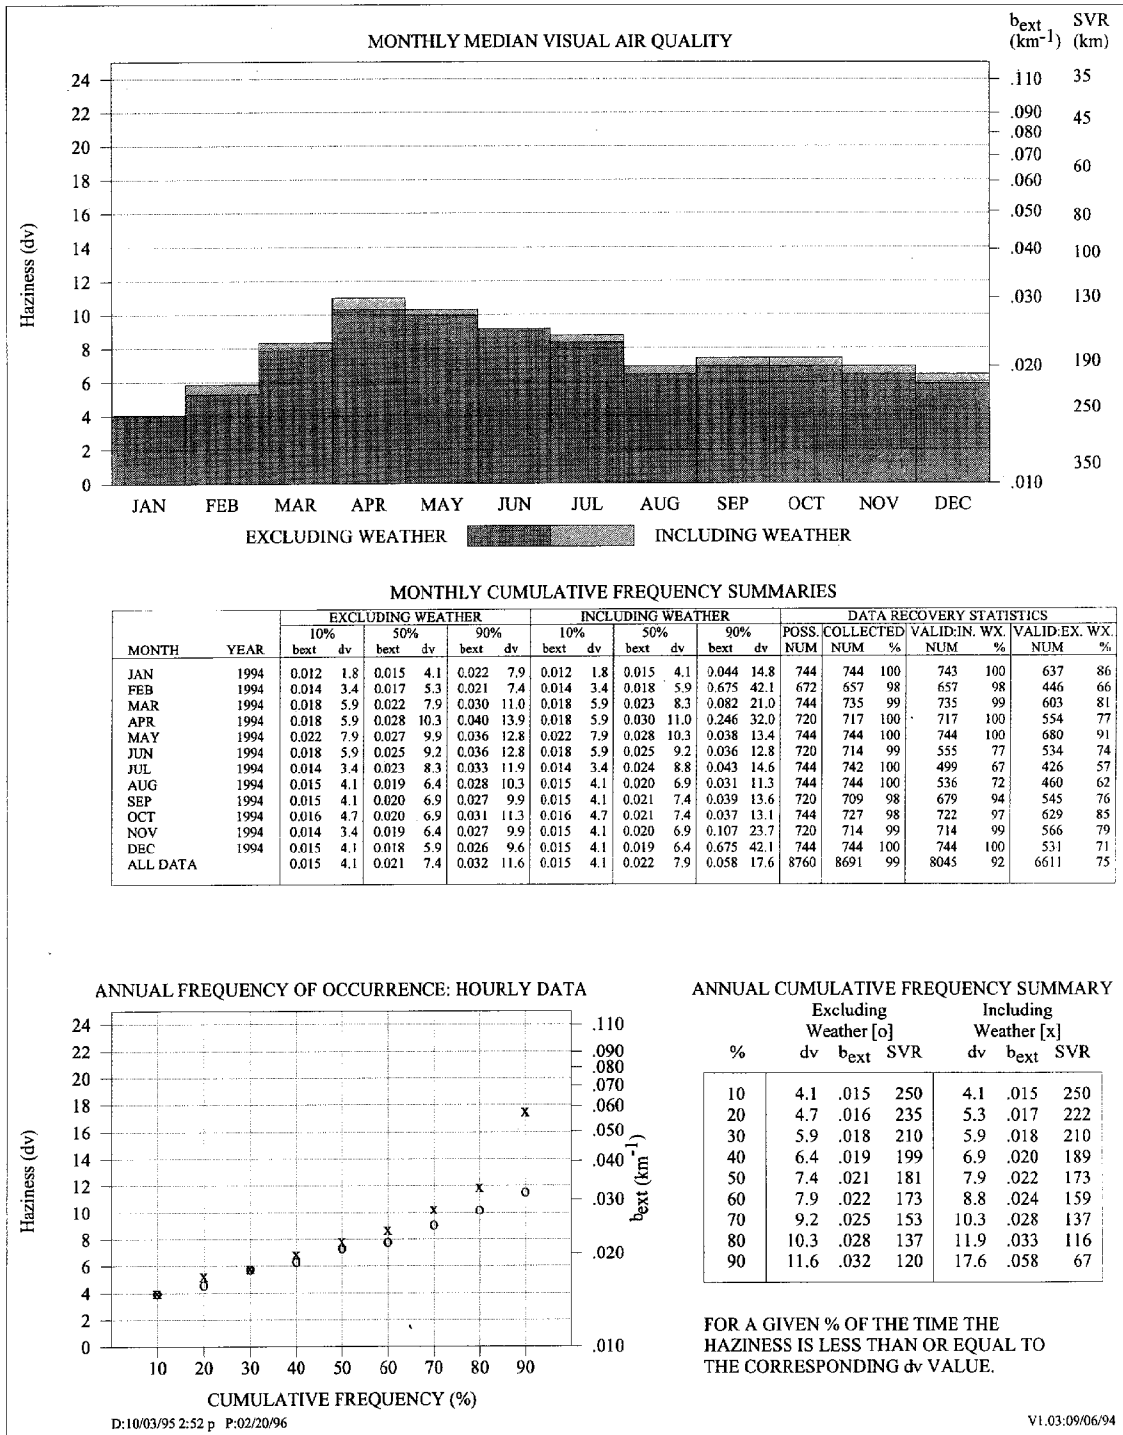 MONTHLY MEDIAN VISUAL AIR QUALITY
bext (km-1) SVR (km)
Haziness (dv)
24 .110 35
22 .090 45
20 .080
18 .070 60
16 .060
14 .050 80
12 .040 100
10 .030 130
8 .020 190
6 250
4 350
2
0 .010
JAN FEB MAR APR MAY JUN JUL AUG SEP OCT NOV DEC
EXCLUDING WEATHER INCLUDING WEATHER
MONTHLY CUMULATIVE FREQUENCY SUMMARIES
EXCLUDING WEATHER INCLUDING WEATHER DATA RECOVERY STATISTICS
10% 50% 90% 10% 50% 90% POSS. COLLECTED VALID:IN. WX. VALID:EX. WX.
MONTH YEAR bext dv bext dv bext dv bext dv bext dv bext dv NUM NUM % NUM % NUM %
JAN 1994 0.012 1.8 0.015 4.1 0.022 7.9 0.012 1.8 0.015 4.1 0.044 14.8 744 744 100 743 100 637 86
FEB 1994 0.014 3.4 0.017 5.3 0.021 7.4 0.014 3.4 0.018 5.9 0.675 42.1 672 657 98 657 98 446 66
MAR 1994 0.018 5.9 0.022 7.9 0.030 11.0 0.018 5.9 0.023 8.3 0.082 21.0 744 735 99 735 99 603 81
APR 1994 0.018 5.9 0.028 10.3 0.040 13.9 0.018 5.9 0.030 11.0 0.246 32.0 720 717 100 717 100 554 77
MAY 1994 0.022 7.9 0.027 9.9 0.036 12.8 0.022 7.9 0.028 10.3 0.038 13.4 744 744 100 744 100 680 91
JUN 1994 0.018 5.9 0.025 9.2 0.036 12.8 0.018 5.9 0.025 9.2 0.036 12.8 720 714 99 555 77 534 74
JUL 1994 0.014 3.4 0.023 8.3 0.033 11.9 0.014 3.4 0.024 8.8 0.043 14.6 744 742 100 499 67 426 57
AUG 1994 0.015 4.1 0.019 6.4 0.028 10.3 0.015 4.1 0.020 6.9 0.031 11.3 744 744 100 536 72 460 62
SEP 1994 0.015 4.1 0.020 6.9 0.027 9.9 0.015 4.1 0.021 7.4 0.039 13.6 720 709 98 679 94 545 76
OCT 1994 0.016 4.7 0.020 6.9 0.031 11.3 0.016 4.7 0.021 7.4 0.037 13.1 744 727 98 722 97 629 85
NOV 1994 0.014 3.4 0.019 6.4 0.027 9.9 0.015 4.1 0.020 6.9 0.107 23.7 720 714 99 714 99 566 79
DEC 1994 0.015 4.1 0.018 5.9 0.026 9.6 0.015 4.1 0.019 6.4 0.675 42.1 744 744 100 744 100 531 71
ALL DATA 0.015 4.1 0.021 7.4 0.032 11.6 0.015 4.1 0.022 7.9 0.058 17.6 8760 8691 99 8045 92 6611 75
ANNUAL FREQUENCY OF OCCURRENCE: HOURLY DATA
Haziness (dv)
24 .110
22 .090
20 .080
.070
18 .060
16 .050
14 .040
12
10 .030
8
6 .020
4
2
0 .010
bext (km-1)
10 20 30 40 50 60 70 80 90
CUMULATIVE FREQUENCY (%)
ANNUAL CUMULATIVE FREQUENCY SUMMARY
Excluding Including
Weather [o] Weather [x]
% dv bext SVR dv bext SVR
10 4.1 .015 250 4.1 .015 250
20 4.7 .016 235 5.3 .017 222
30 5.9 .018 210 5.9 .018 210
40 6.4 .019 199 6.9 .020 189
50 7.4 .021 181 7.9 .022 173
60 7.9 .022 173 8.8 .024 159
70 9.2 .025 153 10.3 .028 137
80 10.3 .028 137 11.9 .033 116
90 11.6 .032 120 17.6 .058 67
FOR A GIVEN % OF THE TIME THE
HAZINESS IS LESS THAN OR EQUAL TO
THE CORRESPONDING dv VALUE.
D:10/03/95 2:52 p P:02/20/96
V1.03:09/06/94